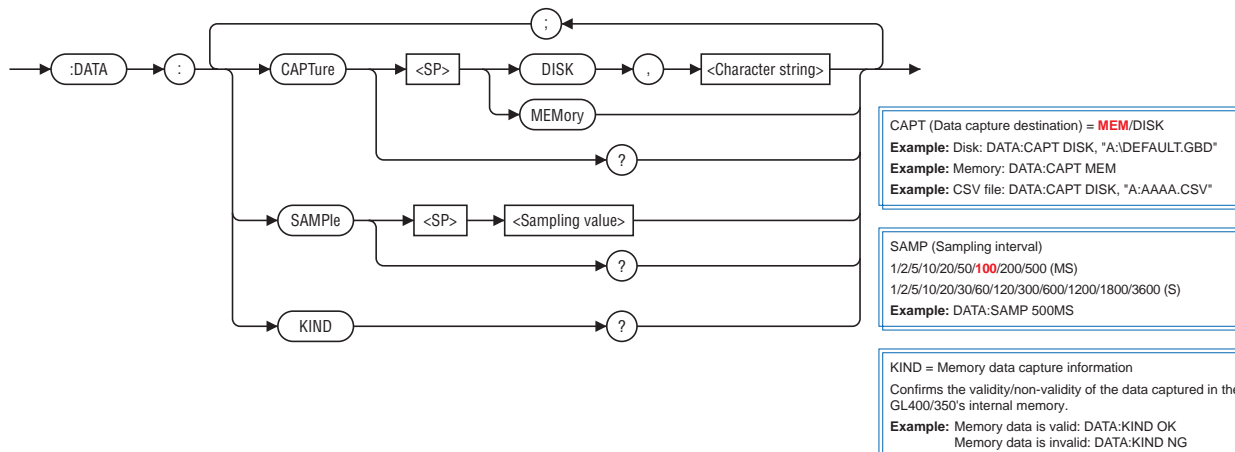 ;
:DATA : CAPTure <SP> DISK , <Character string>
MEMory
?
SAMPle <SP> <Sampling value>
?
KIND ?
CAPT (Data capture destination) = MEM/DISK
Example: Disk: DATA:CAPT DISK, "A:\DEFAULT.GBD"
Example: Memory: DATA:CAPT MEM
Example: CSV file: DATA:CAPT DISK, "A:AAAA.CSV"
SAMP (Sampling interval)
1/2/5/10/20/50/100/200/500 (MS)
1/2/5/10/20/30/60/120/300/600/1200/1800/3600 (S)
Example: DATA:SAMP 500MS
KIND = Memory data capture information
Confirms the validity/non-validity of the data captured in the
GL400/350's internal memory.
Example: Memory data is valid: DATA:KIND OK
Memory data is invalid: DATA:KIND NG